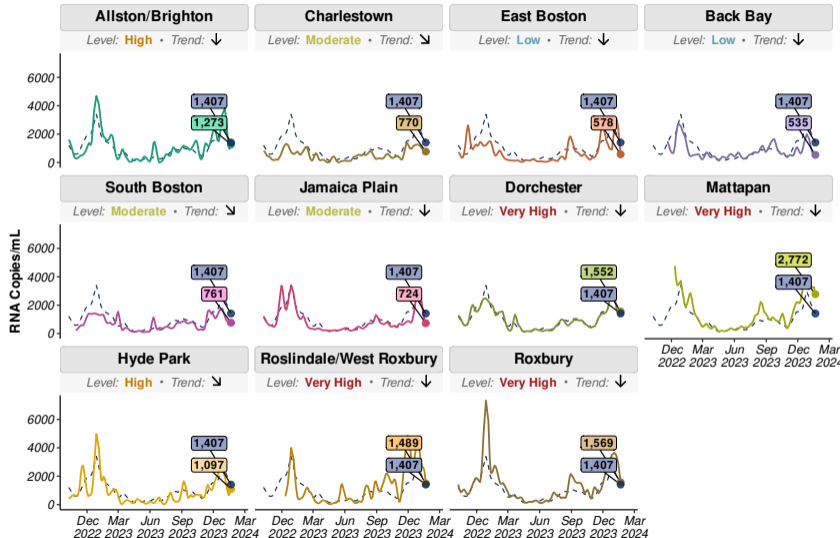 Allston/Brighton
Charlestown
East Boston
Back Bay
Level: High • Trend: ↓
Level: Moderate • Trend: ↘
Level: Low • Trend: ↓
Level: Low • Trend: ↓
6000
4000
2000
0
1,407
1,273
1,407
770
1,407
578
1,407
535
South Boston
Jamaica Plain
Dorchester
Mattapan
Level: Moderate • Trend: ↘
Level: Moderate • Trend: ↓
Level: Very High • Trend: ↓
Level: Very High • Trend: ↓
RNA Copies/mL
6000
4000
2000
0
1,407
761
1,407
724
1,552
1,407
2,772
1,407
Dec Mar Jun Sep Dec Mar
2022 2023 2023 2023 2023 2024
Hyde Park
Roslindale/West Roxbury
Roxbury
Level: High • Trend: ↘
Level: Very High • Trend: ↓
Level: Very High • Trend: ↓
6000
4000
2000
0
1,407
1,097
1,489
1,407
1,569
1,407
Dec Mar Jun Sep Dec Mar
2022 2023 2023 2023 2023 2024
Dec Mar Jun Sep Dec Mar
2022 2023 2023 2023 2023 2024
Dec Mar Jun Sep Dec Mar
2022 2023 2023 2023 2023 2024